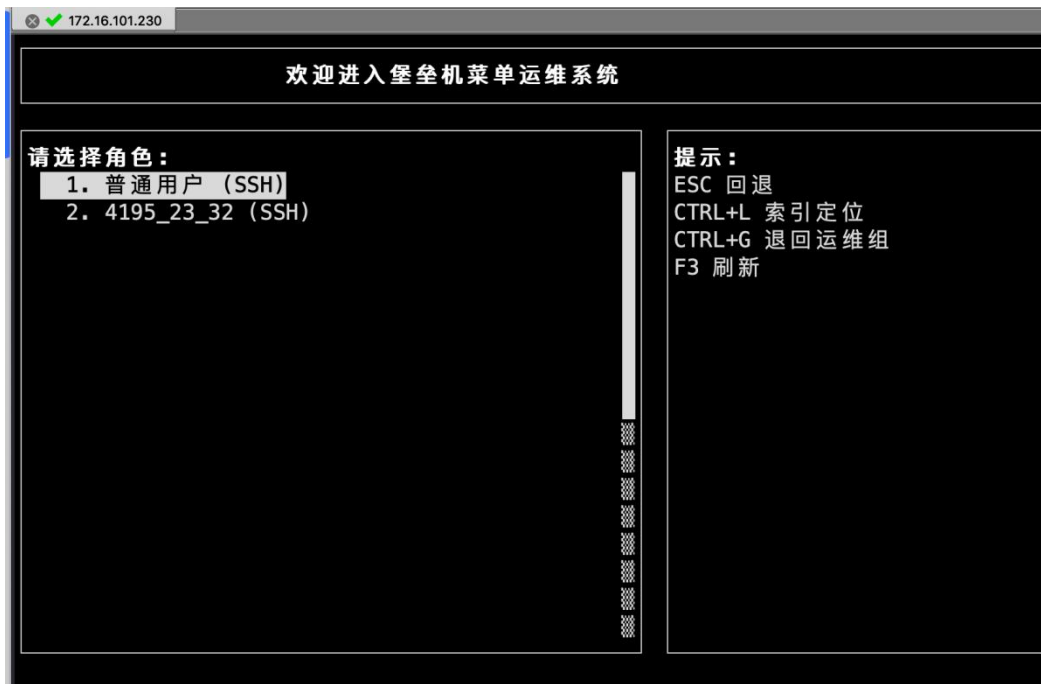 172.16.101.230
欢迎进入堡垒机菜单运维系统
请选择角色:
1. 普通用户 (SSH)
2. 4195_23_32 (SSH)
提示:
ESC 回退
CTRL+L 索引定位
CTRL+G 退回运维组
F3 刷新